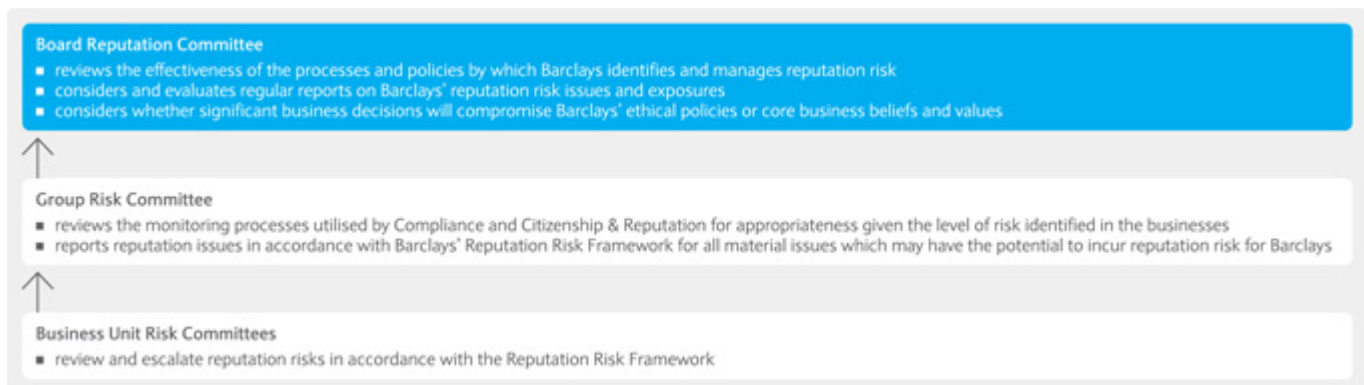 Board Reputation Committee
▪ reviews the effectiveness of the processes and policies by which Barclays identifies and manages reputation risk
▪ considers and evaluates regular reports on Barclays’ reputation risk issues and exposures
▪ considers whether significant business decisions will compromise Barclays’ ethical policies or core business beliefs and values
Group Risk Committee
▪ reviews the monitoring processes utilised by Compliance and Citizenship & Reputation for appropriateness given the level of risk identified in the businesses
▪ reports reputation issues in accordance with Barclays’ Reputation Risk Framework for all material issues which may have the potential to incur reputation risk for Barclays
Business Unit Risk Committees
▪ review and escalate reputation risks in accordance with the Reputation Risk Framework